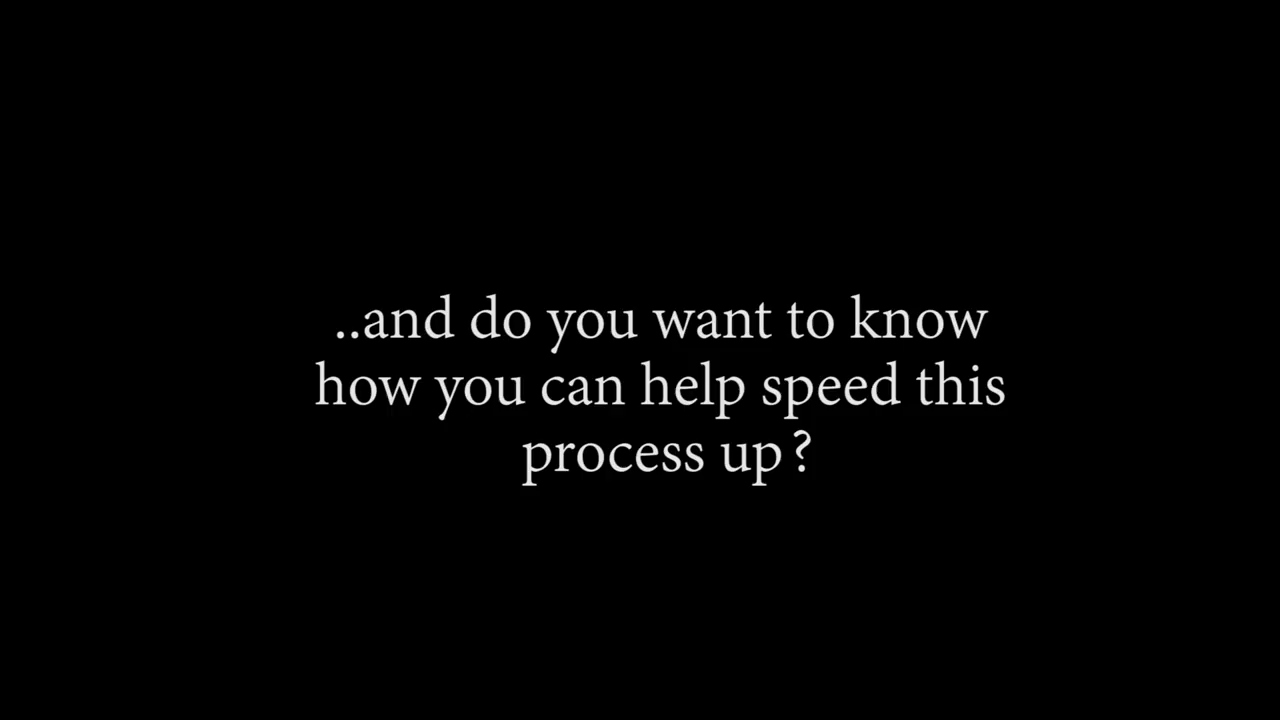 ..and do you want to know
how you can help speed this
process up?